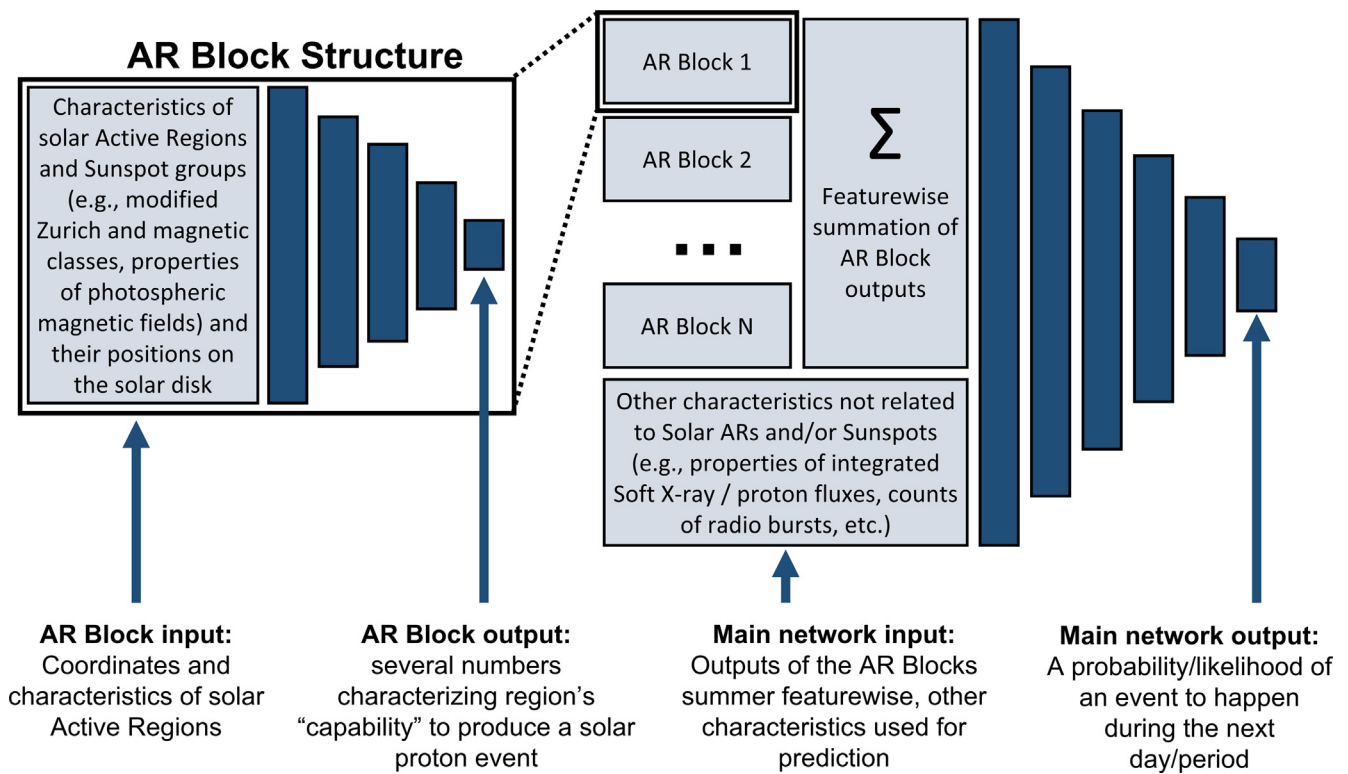 AR Block Structure
Characteristics of
solar Active Regions
and Sunspot groups
(e.g., modified
Zurich and magnetic
classes, properties
of photospheric
magnetic fields) and
their positions on
the solar disk
AR Block 1
AR Block 2
...
AR Block N
Σ
Featurewise
summation of
AR Block
outputs
Other characteristics not related
to Solar ARs and/or Sunspots
(e.g., properties of integrated
Soft X-ray / proton fluxes, counts
of radio bursts, etc.)
AR Block input:
Coordinates and
characteristics of solar
Active Regions
AR Block output:
several numbers
characterizing region’s
“capability” to produce a solar
proton event
Main network input:
Outputs of the AR Blocks
summer featurewise, other
characteristics used for
prediction
Main network output:
A probability/likelihood of
an event to happen
during the next
day/period